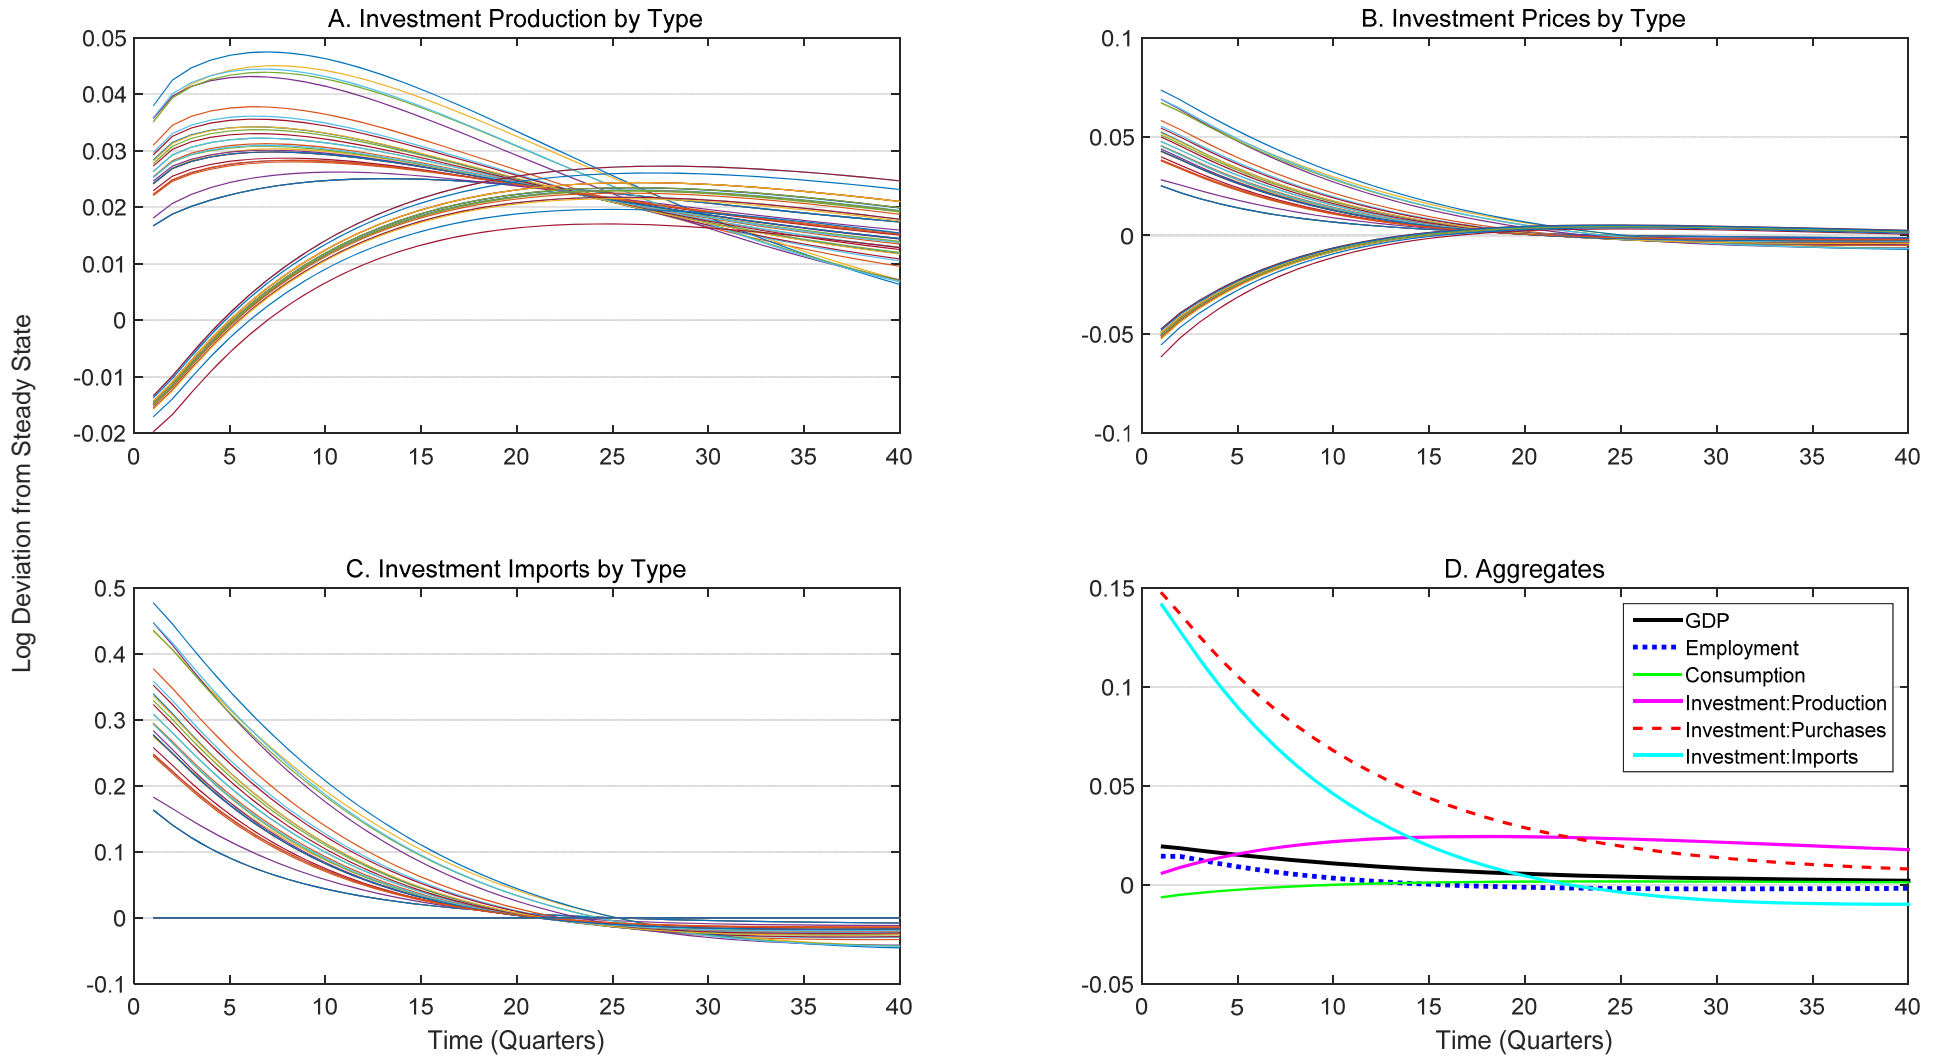 A. Investment Production by Type
0.05
0.04
0.03
0.02
0.01
0
-0.01
-0.02
0 5 10 15 20 25 30 35 40
B. Investment Prices by Type
0.1
0.05
0
-0.05
-0.1
0 5 10 15 20 25 30 35 40
Log Deviation from Steady State
C. Investment Imports by Type
0.5
0.4
0.3
0.2
0.1
0
-0.1
0 5 10 15 20 25 30 35 40
Time (Quarters)
D. Aggregates
0.15
0.1
0.05
0
-0.05
GDP
Employment
Consumption
Investment:Production
Investment:Purchases
Investment:Imports
0 5 10 15 20 25 30 35 40
Time (Quarters)